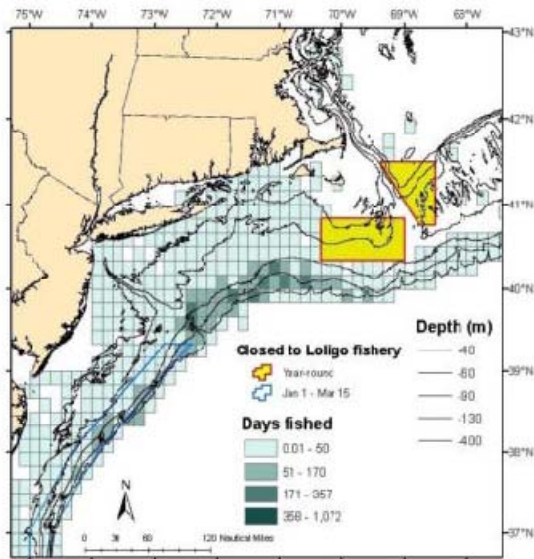 75°W 74°W 73°W 72°W 71°W 70°W 69°W 68°W
43°N
42°N
41°N
40°N
39°N
38°N
37°N
Closed to Loligo fishery
Year-round
Jan 1 - Mar 15
Days fished
0.01 - 50
51 - 170
171 - 357
358 - 1,072
Depth (m)
-40
-60
-90
-130
-400
N
0 30 60 120 Nautical Miles